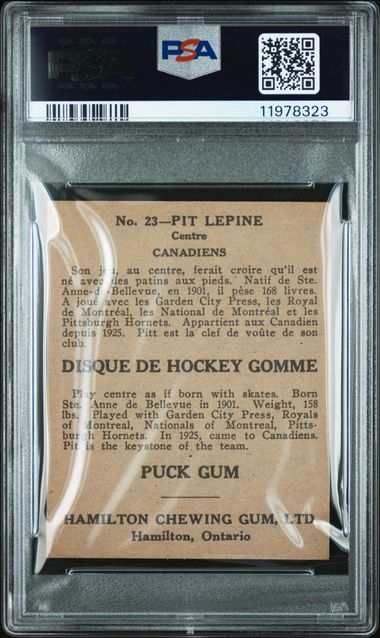 PSA
PSA
11978323
No. 23—PIT LEPINE
Centre
CANADIENS
Son jeu, au centre, ferait croire qu'il est
né avec des patins aux pieds. Natif de Ste.
Anne-de-Bellevue, en 1901, il pèse 168 livres.
A joué avec les Garden City Press, les Royal
de Montréal, les National de Montréal et les
Pittsburgh Hornets. Appartient aux Canadien
depuis 1925. Pitt est la clef de voûte de son
club.
DISQUE DE HOCKEY GOMME
Play centre as if born with skates. Born
Ste. Anne de Bellevue in 1901. Weight, 158
lbs. Played with Garden City Press, Royals
of Montreal, Nationals of Montreal, Pitts-
burgh Hornets. In 1925, came to Canadiens.
Pit is the keystone of the team.
PUCK GUM
HAMILTON CHEWING GUM, LTD
Hamilton, Ontario